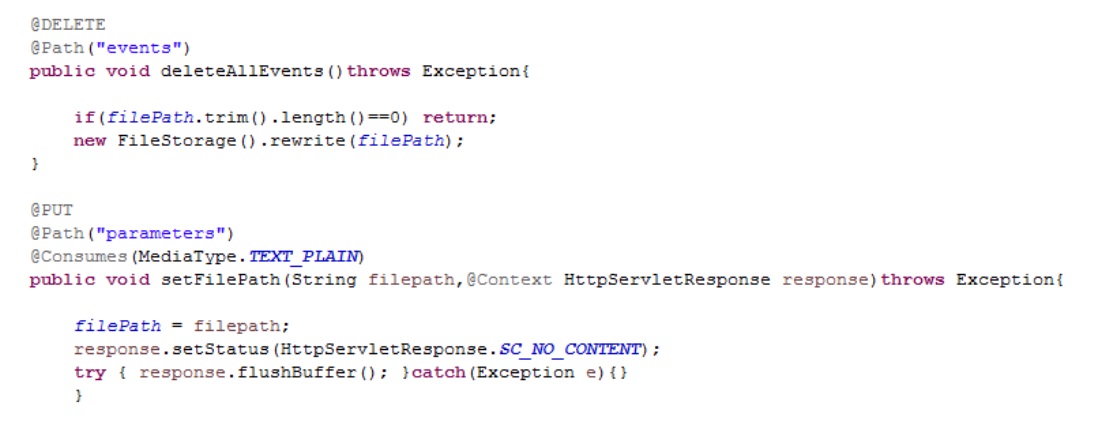 @DELETE
@Path("events")
public void deleteAllEvents()throws Exception{
if(filePath.trim().length()==0) return;
new FileStorage().rewrite(filePath);
}
@PUT
@Path("parameters")
@Consumes(MediaType.TEXT_PLAIN)
public void setFilePath(String filepath,@Context HttpServletResponse response)throws Exception{
filePath = filepath;
response.setStatus(HttpServletResponse.SC_NO_CONTENT);
try { response.flushBuffer(); }catch(Exception e){}
}